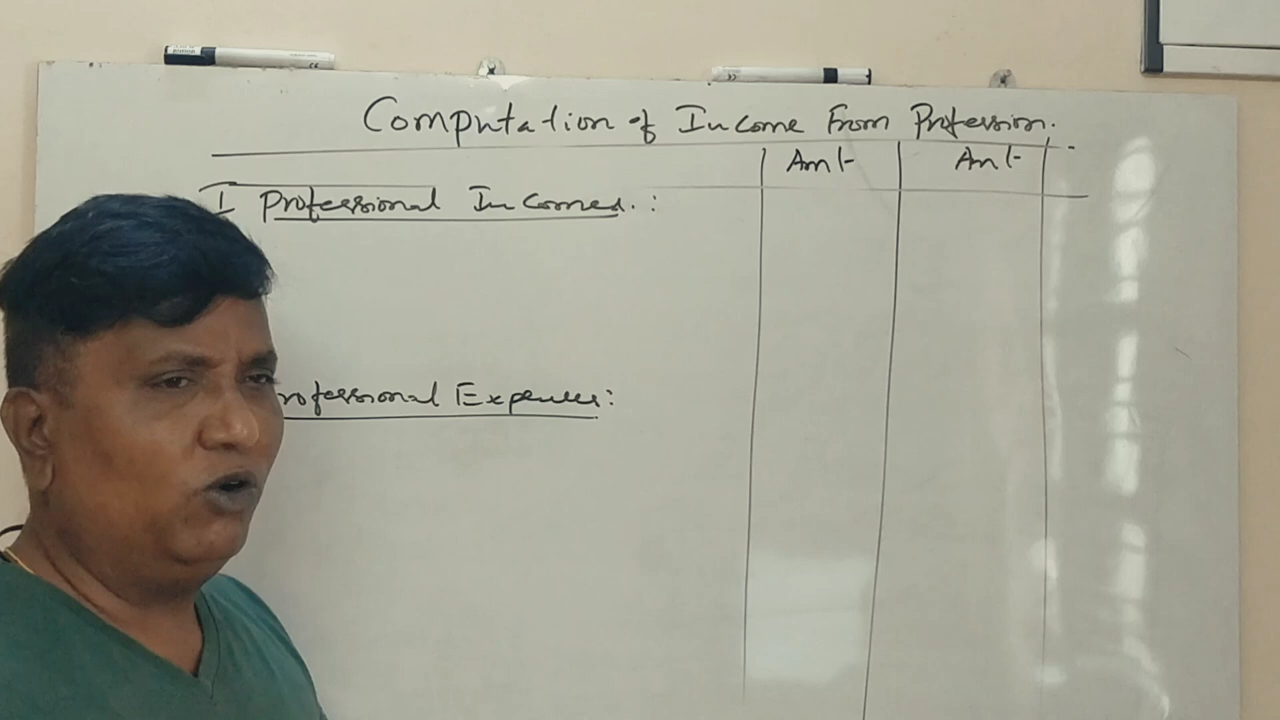 Computation of Income From Profession.
Amt Amt
I Professional Incomes. :
rofessional Expenses: